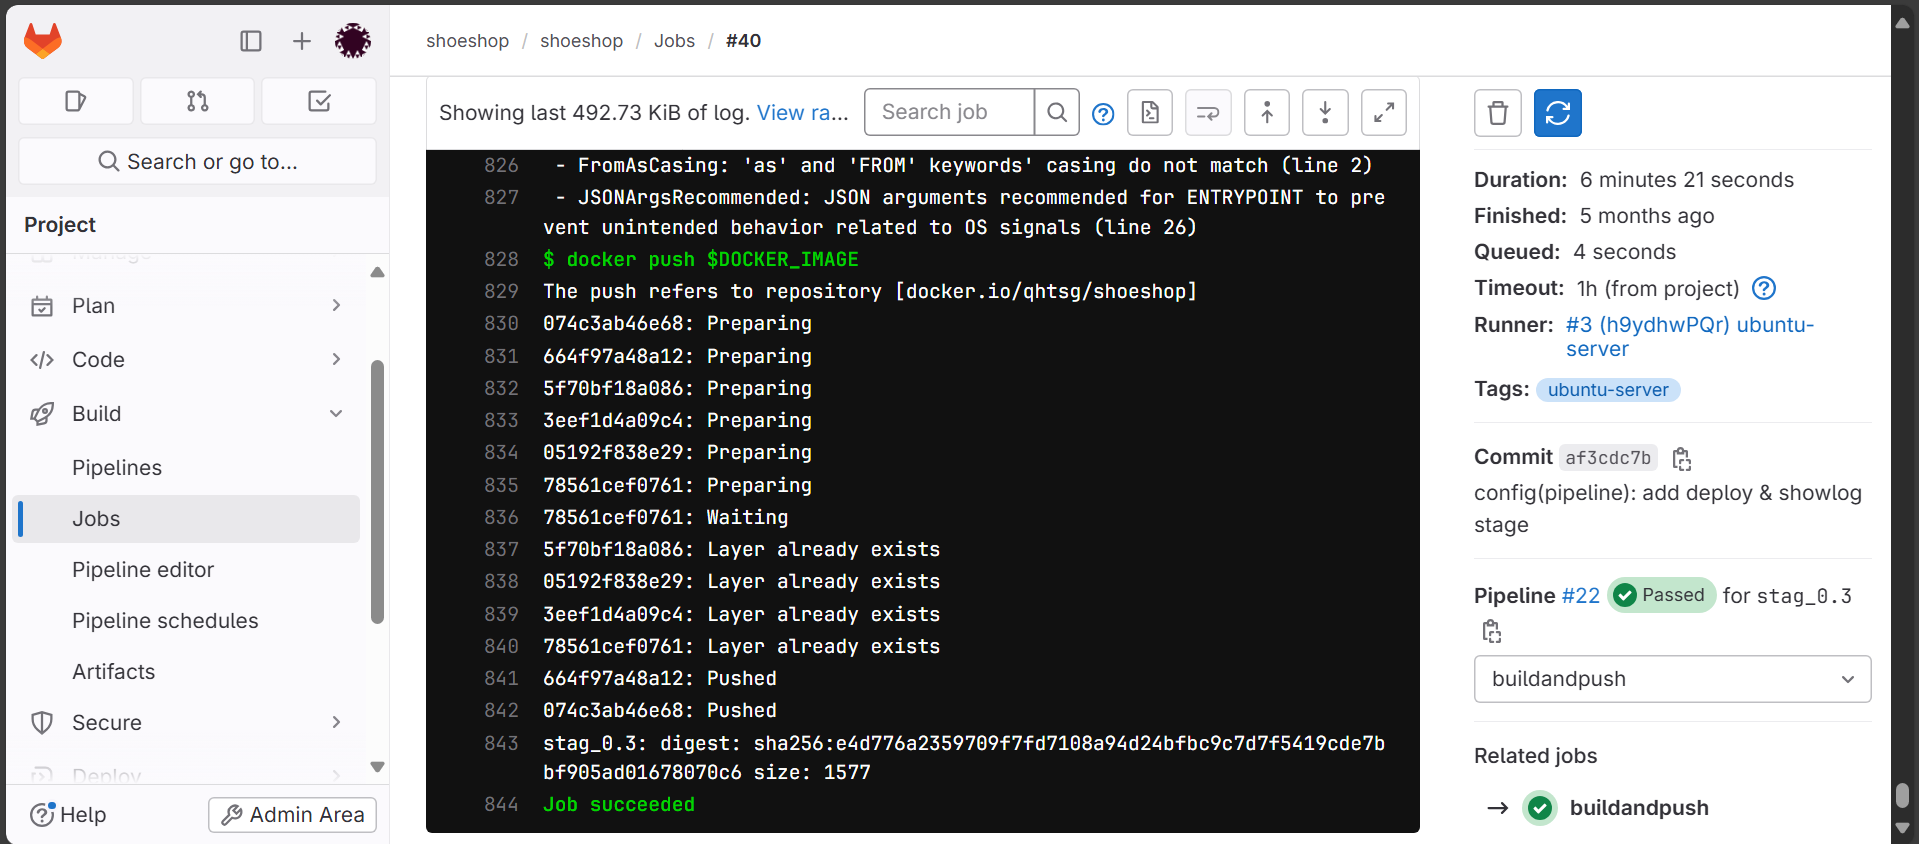 shoeshop / shoeshop / Jobs / #40
Search or go to...
Project
Manage
Plan
Code
Build
Pipelines
Jobs
Pipeline editor
Pipeline schedules
Artifacts
Secure
Deploy
Help
Admin Area
Showing last 492.73 KiB of log. View ra...
Search job
826 - FromAsCasing: 'as' and 'FROM' keywords' casing do not match (line 2)
827 - JSONArgsRecommended: JSON arguments recommended for ENTRYPOINT to pre
vent unintended behavior related to OS signals (line 26)
828 $ docker push $DOCKER_IMAGE
829 The push refers to repository [docker.io/qhtsg/shoeshop]
830 074c3ab46e68: Preparing
831 664f97a48a12: Preparing
832 5f70bf18a086: Preparing
833 3eef1d4a09c4: Preparing
834 05192f838e29: Preparing
835 78561cef0761: Preparing
836 78561cef0761: Waiting
837 5f70bf18a086: Layer already exists
838 05192f838e29: Layer already exists
839 3eef1d4a09c4: Layer already exists
840 78561cef0761: Layer already exists
841 664f97a48a12: Pushed
842 074c3ab46e68: Pushed
843 stag_0.3: digest: sha256:e4d776a2359709f7fd7108a94d24bfbc9c7d7f5419cde7b
bf905ad01678070c6 size: 1577
844 Job succeeded
Duration: 6 minutes 21 seconds
Finished: 5 months ago
Queued: 4 seconds
Timeout: 1h (from project)
Runner: #3 (h9ydhwPQr) ubuntu-
server
Tags: ubuntu-server
Commit af3cdc7b
config(pipeline): add deploy & showlog
stage
Pipeline #22 Passed for stag_0.3
buildandpush
Related jobs
→ buildandpush